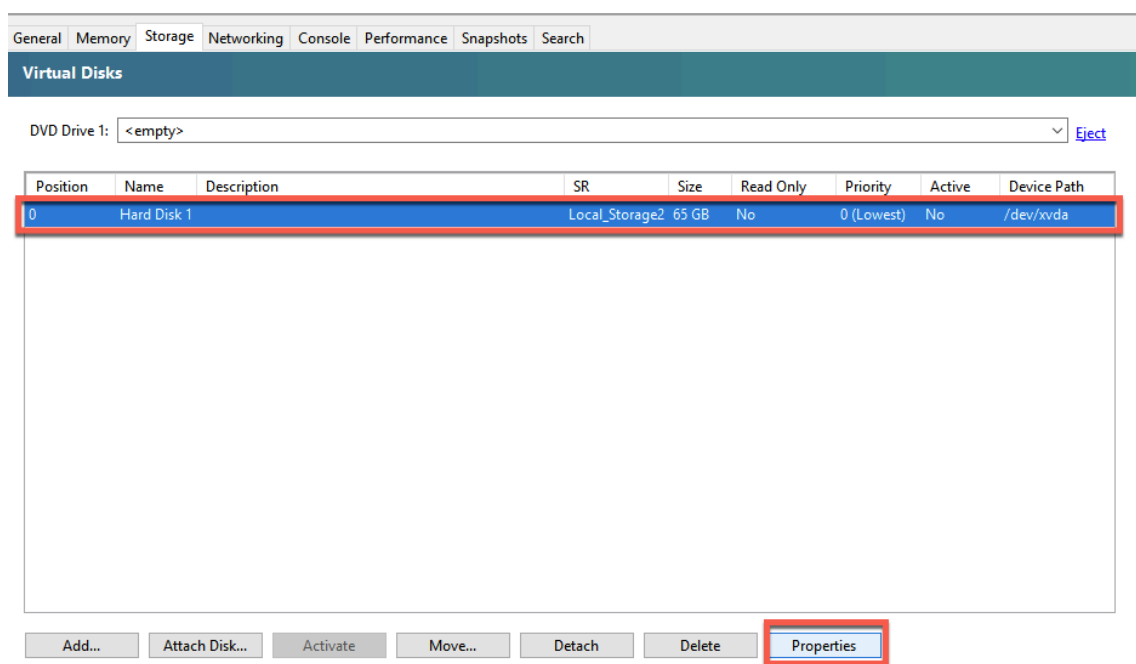 General Memory Storage Networking Console Performance Snapshots Search
Virtual Disks
DVD Drive 1: <empty> Eject
Position Name Description SR Size Read Only Priority Active Device Path
0 Hard Disk 1 Local_Storage2 65 GB No 0 (Lowest) No /dev/xvda
Add... Attach Disk... Activate Move... Detach Delete Properties